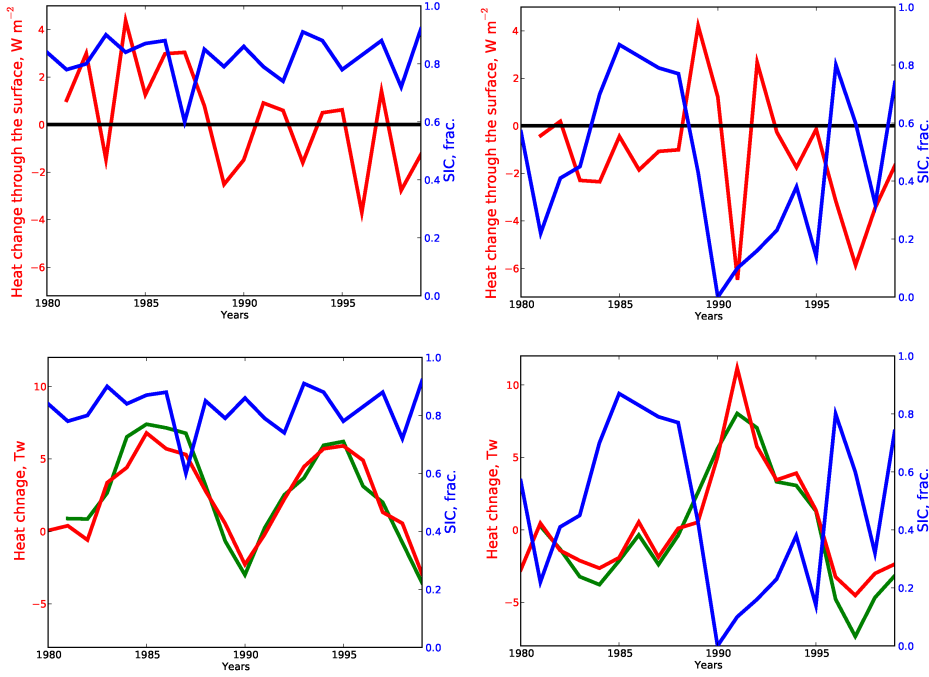 Heat change through the surface, W m⁻²
4
2
0
−2
−4
−6
1.0
0.8
0.6
0.4
0.2
0.0
SIC, frac.
1980 1985 1990 1995
Years
Heat change through the surface, W m⁻²
4
2
0
−2
−4
−6
1.0
0.8
0.6
0.4
0.2
0.0
SIC, frac.
1980 1985 1990 1995
Years
Heat chnage, Tw
10
5
0
−5
1.0
0.8
0.6
0.4
0.2
0.0
SIC, frac.
1980 1985 1990 1995
Years
Heat chnage, Tw
10
5
0
−5
1.0
0.8
0.6
0.4
0.2
0.0
SIC, frac.
1980 1985 1990 1995
Years